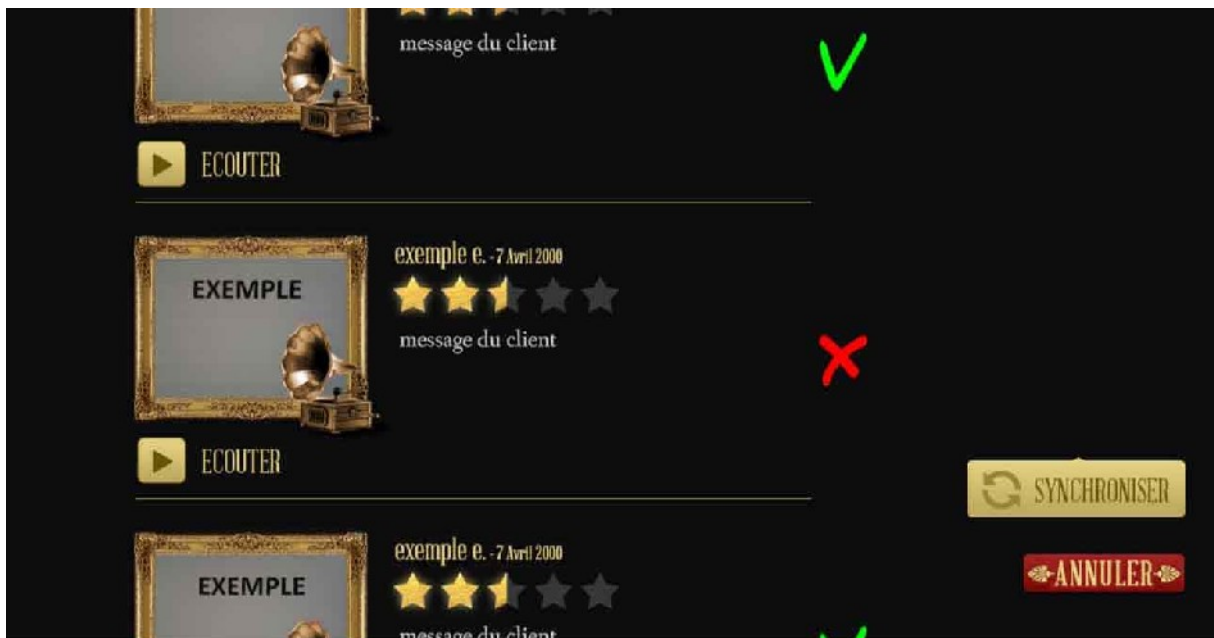 message du client
ECOUTER
EXEMPLE
exemple e. - 7 Avril 2000
message du client
ECOUTER
SYNCHRONISER
EXEMPLE
exemple e. - 7 Avril 2000
ANNULER
message du client